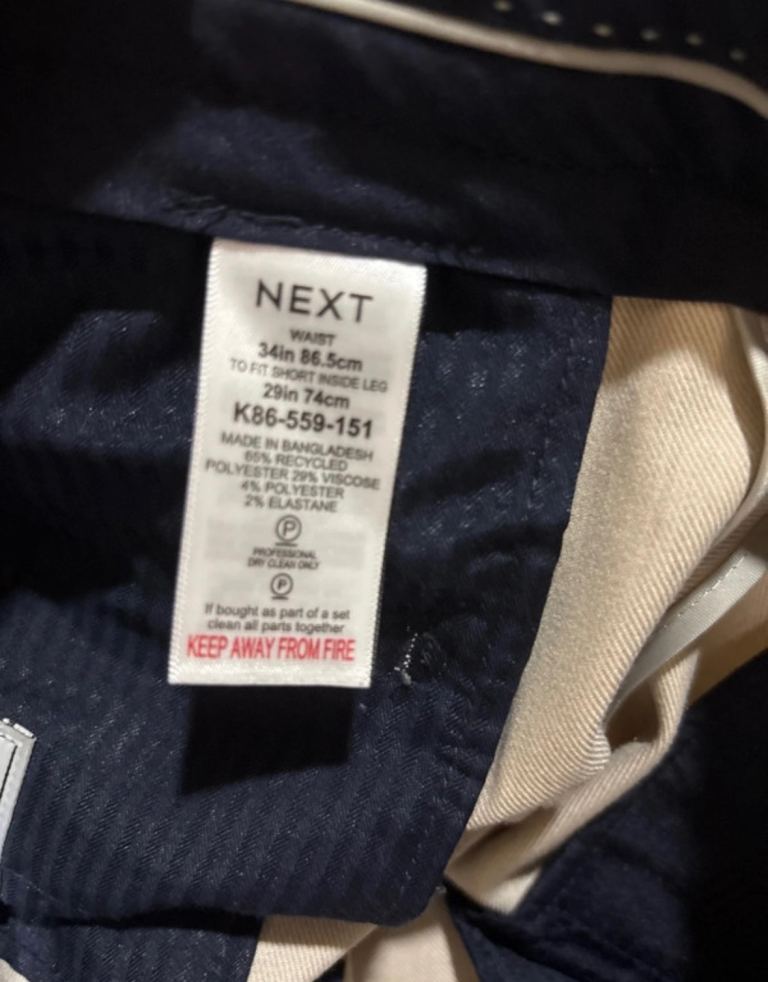 NEXT
WAIST
34in 86.5cm
TO FIT SHORT INSIDE LEG
29in 74cm
K86-559-151
MADE IN BANGLADESH
65% RECYCLED
POLYESTER 29% VISCOSE
4% POLYESTER
2% ELASTANE
P
PROFESSIONAL
DRY CLEAN ONLY
P
If bought as part of a set
clean all parts together
KEEP AWAY FROM FIRE